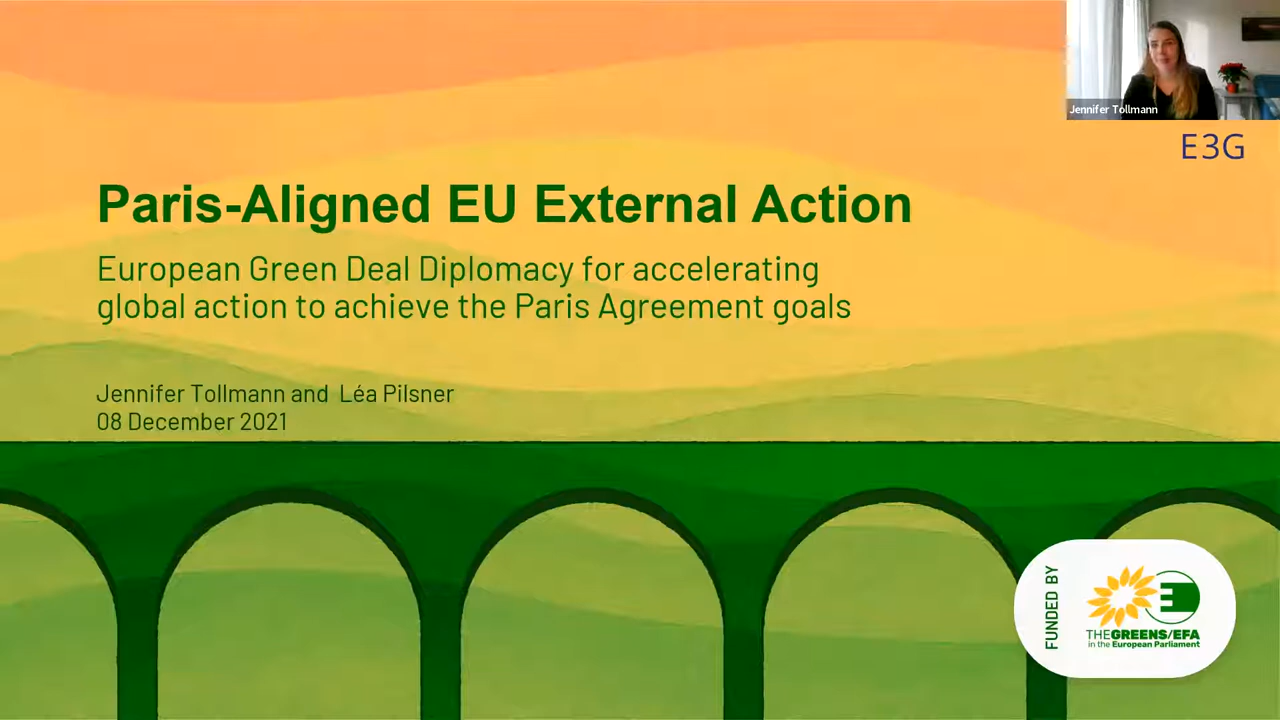 Jennifer Tollmann
E3G
Paris-Aligned EU External Action
European Green Deal Diplomacy for accelerating
global action to achieve the Paris Agreement goals
Jennifer Tollmann and Léa Pilsner
08 December 2021
FUNDED BY
THE GREENS/EFA
in the European Parliament